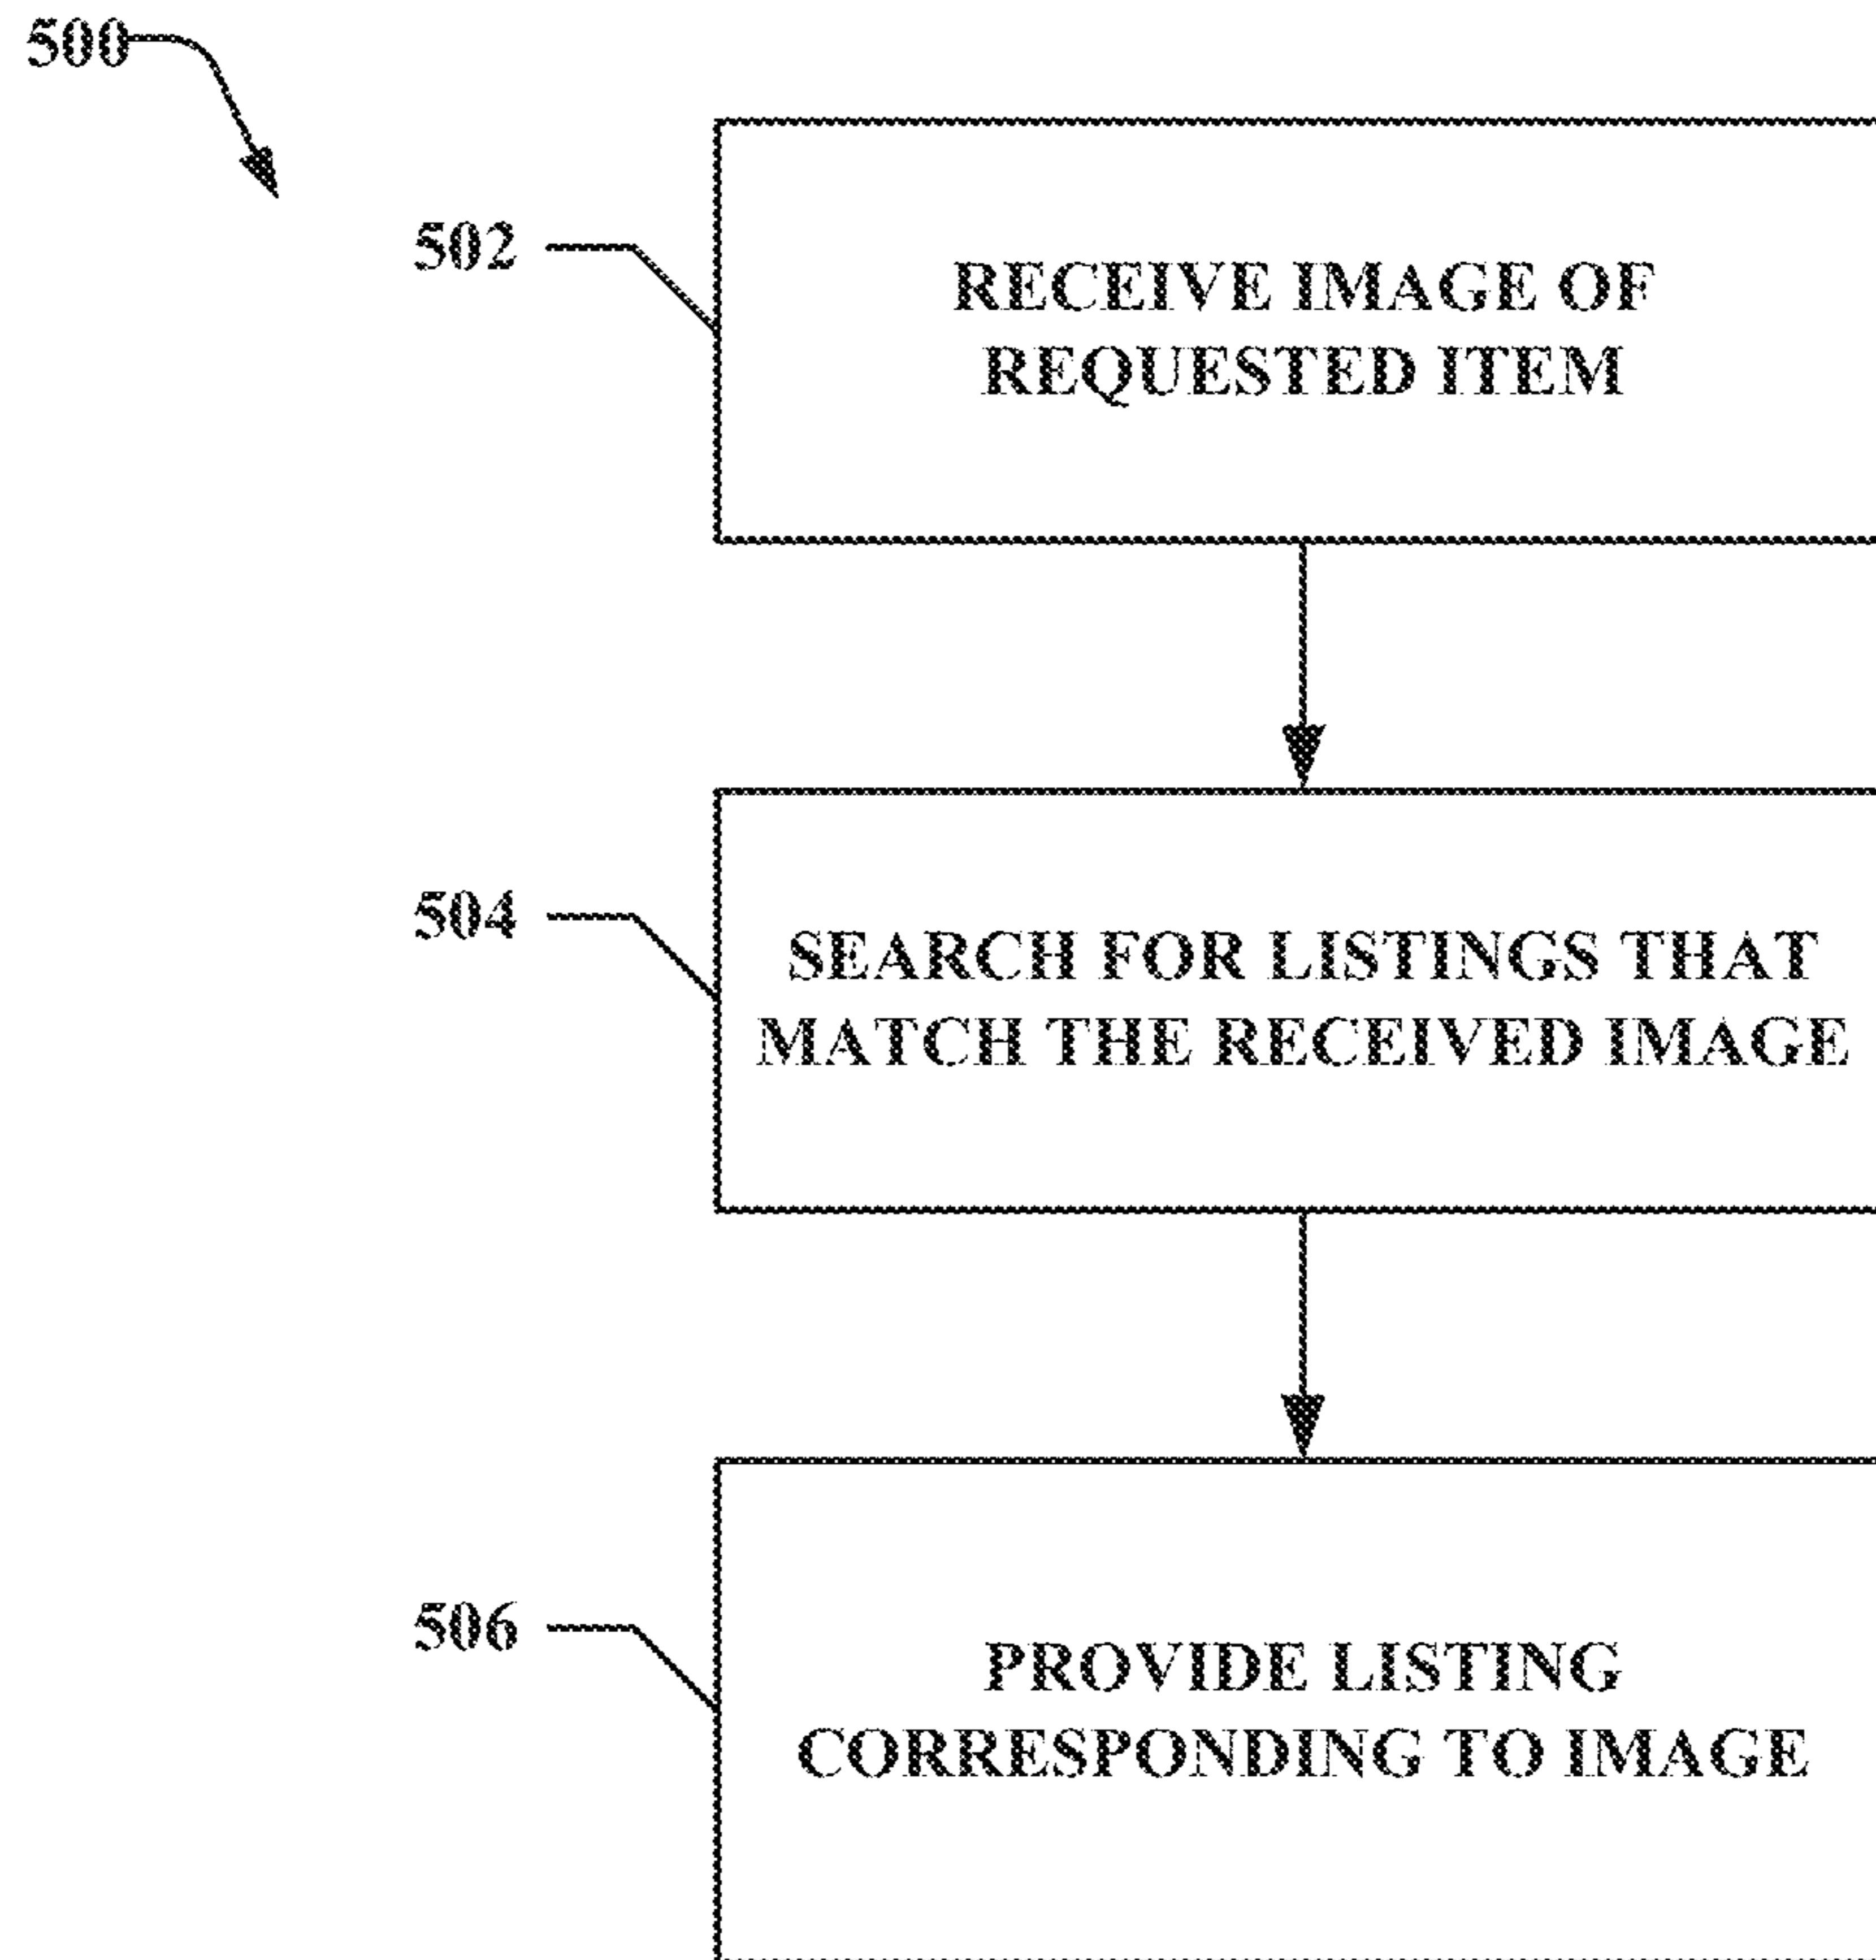 500
502
RECEIVE IMAGE OF
REQUESTED ITEM
504
SEARCH FOR LISTINGS THAT
MATCH THE RECEIVED IMAGE
506
PROVIDE LISTING
CORRESPONDING TO IMAGE